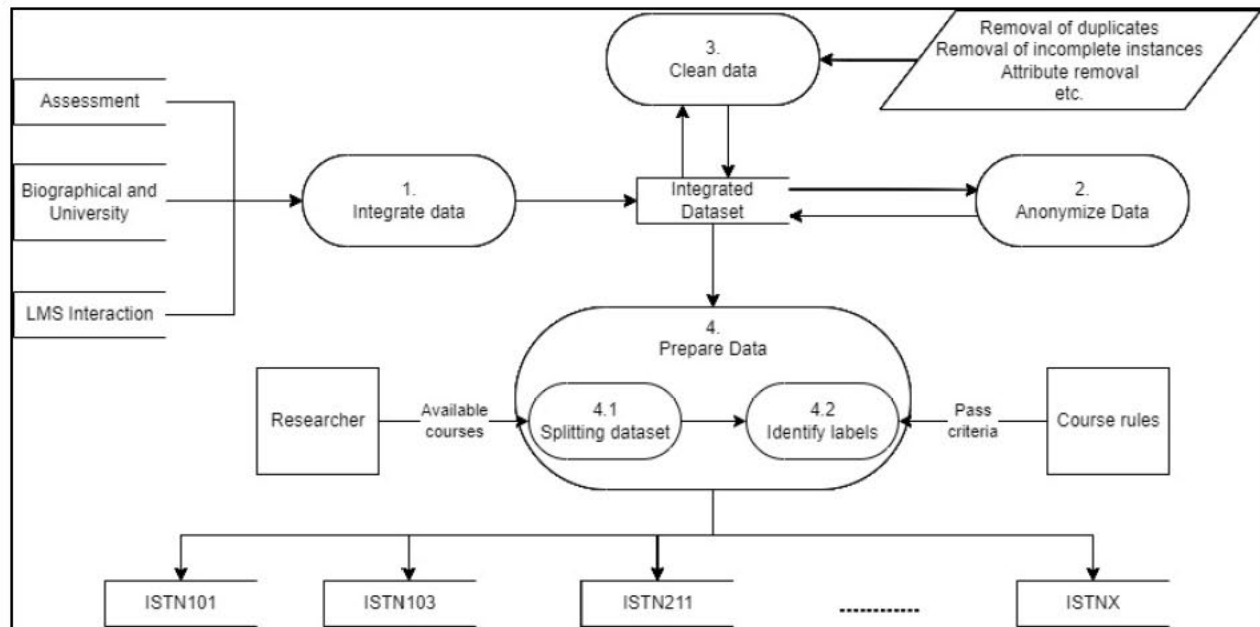 Removal of duplicates
Removal of incomplete instances
Attribute removal
etc.
3.
Clean data
Assessment
Biographical and
University
LMS Interaction
1.
Integrate data
Integrated
Dataset
2.
Anonymize Data
4.
Prepare Data
Researcher
Available
courses
4.1
Splitting dataset
4.2
Identify labels
Pass
criteria
Course rules
ISTN101
ISTN103
ISTN211
............
ISTNX